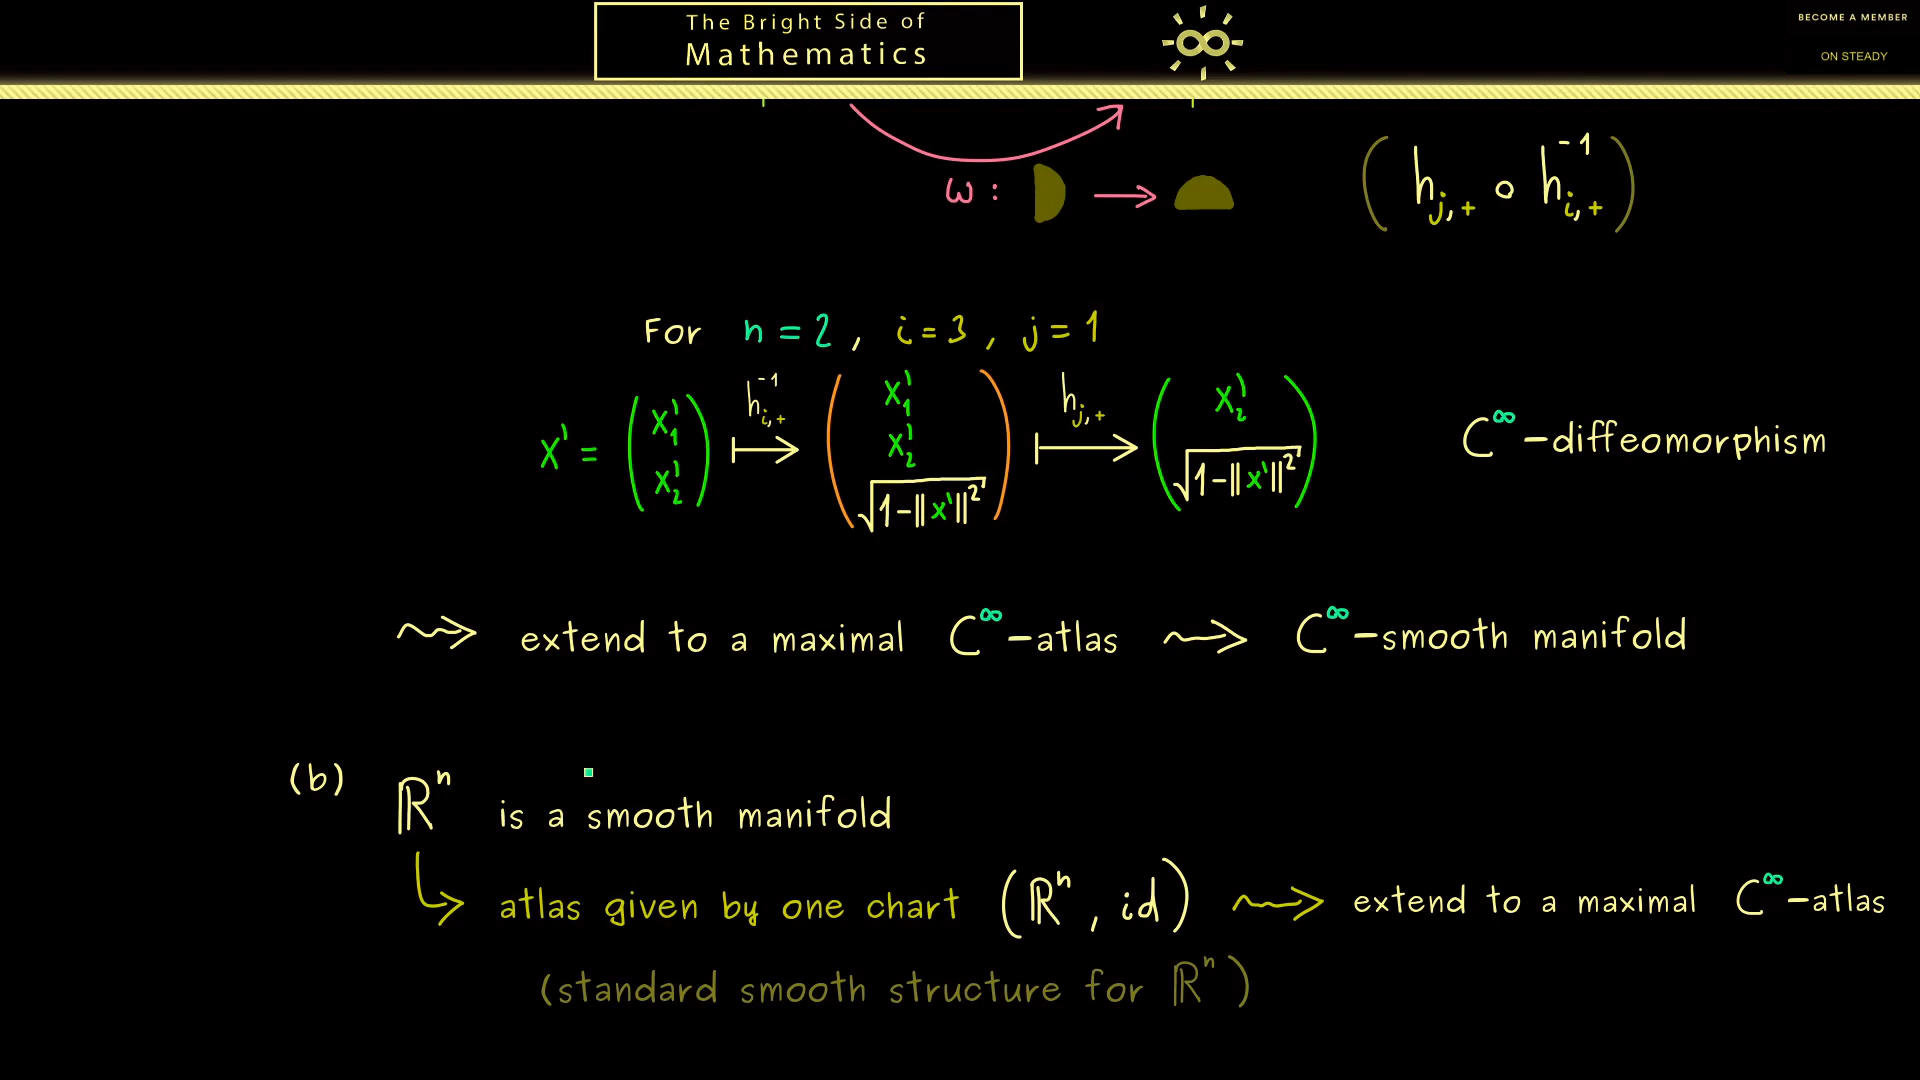 The Bright Side of
Mathematics
BECOME A MEMBER
ON STEADY
ω : → ( h_{j,+} ∘ h_{i,+}^{-1} )
For n = 2 , i = 3 , j = 1
x' = ( x'_1 x'_2 ) ↦ h_{i,+}^{-1} ( x'_1 x'_2 √(1-‖x'‖²) ) ↦ h_{j,+} ( x'_2 √(1-‖x'‖²) ) C^∞-diffeomorphism
⇝ extend to a maximal C^∞-atlas ⇝ C^∞-smooth manifold
(b) ℝ^n is a smooth manifold
↳ atlas given by one chart (ℝ^n , id) ⇝ extend to a maximal C^∞-atlas
(standard smooth structure for ℝ^n)